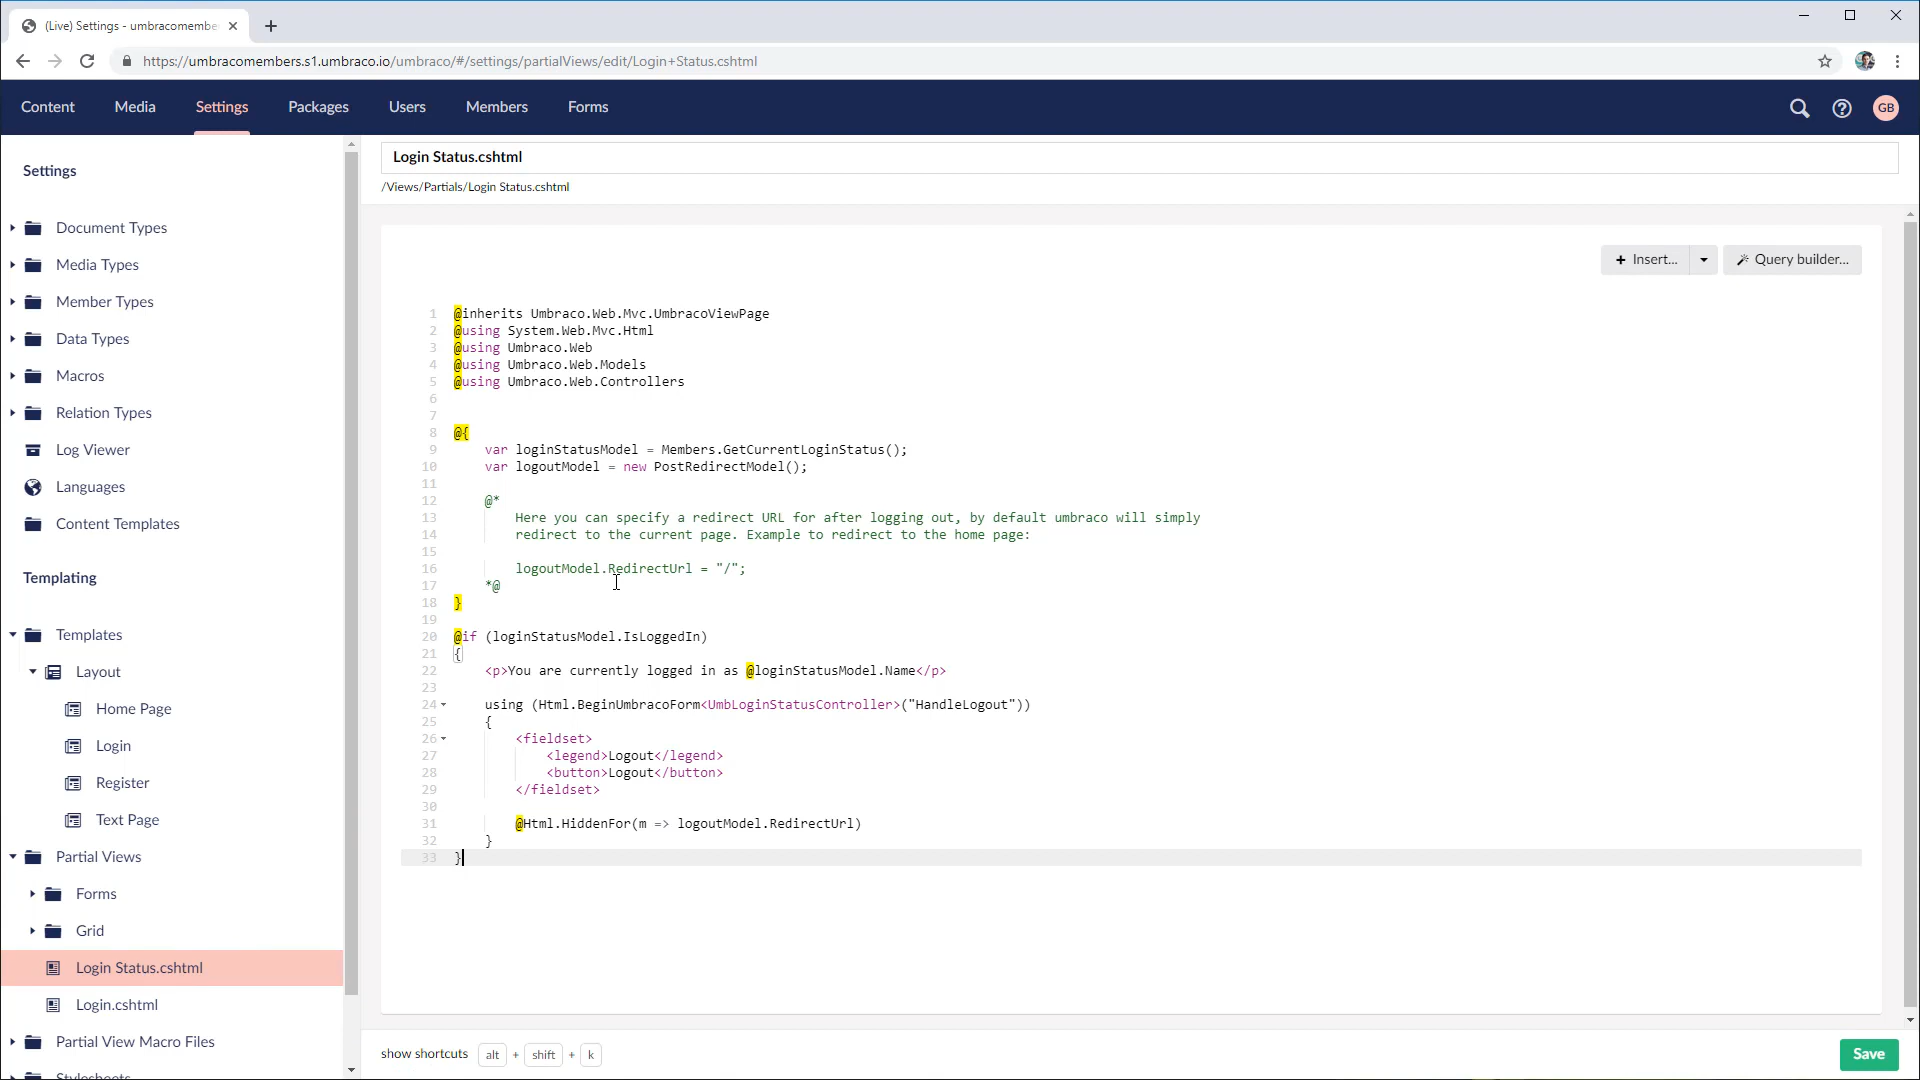 (Live) Settings - umbracomembe
https://umbracomembers.s1.umbraco.io/umbraco/#/settings/partialViews/edit/Login+Status.cshtml
Content Media Settings Packages Users Members Forms GB
Settings
Document Types
Media Types
Member Types
Data Types
Macros
Relation Types
Log Viewer
Languages
Content Templates
Templating
Templates
Layout
Home Page
Login
Register
Text Page
Partial Views
Forms
Grid
Login Status.cshtml
Login.cshtml
Partial View Macro Files
Stylesheets
Login Status.cshtml
/Views/Partials/Login Status.cshtml
+ Insert... Query builder...
1 @inherits Umbraco.Web.Mvc.UmbracoViewPage
2 @using System.Web.Mvc.Html
3 @using Umbraco.Web
4 @using Umbraco.Web.Models
5 @using Umbraco.Web.Controllers
6
7
8 @{
9 var loginStatusModel = Members.GetCurrentLoginStatus();
10 var logoutModel = new PostRedirectModel();
11
12 @*
13 Here you can specify a redirect URL for after logging out, by default umbraco will simply
14 redirect to the current page. Example to redirect to the home page:
15
16 logoutModel.RedirectUrl = "/";
17 *@
18 }
19
20 @if (loginStatusModel.IsLoggedIn)
21 {
22 <p>You are currently logged in as @loginStatusModel.Name</p>
23
24 using (Html.BeginUmbracoForm<UmbLoginStatusController>("HandleLogout"))
25 {
26 <fieldset>
27 <legend>Logout</legend>
28 <button>Logout</button>
29 </fieldset>
30
31 @Html.HiddenFor(m => logoutModel.RedirectUrl)
32 }
33 }
show shortcuts alt + shift + k
Save